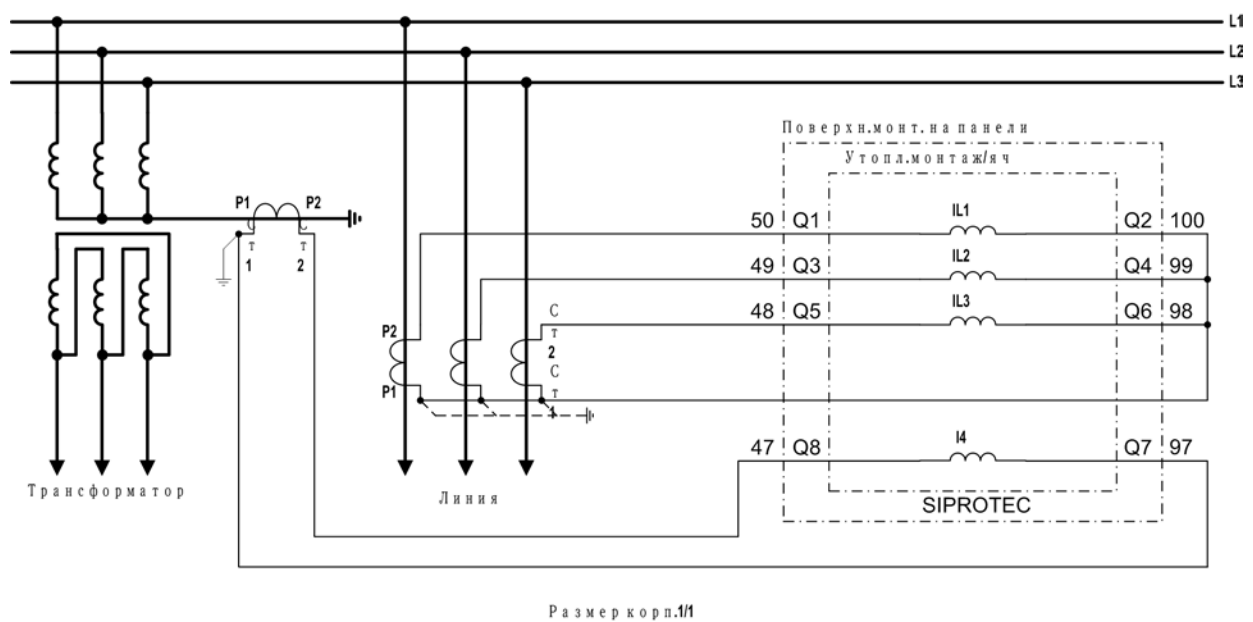 L1
L2
L3
Поверхн.монт. на панели
Утопл.монтаж/яч
P1 P2
С С
т т
1 2
50 Q1 IL1 Q2 100
49 Q3 IL2 Q4 99
48 Q5 IL3 Q6 98
P2
P1
С
т
2
С
т
1
47 Q8 I4 Q7 97
SIPROTEC
Трансформатор
Линия
Размер корп.1/1